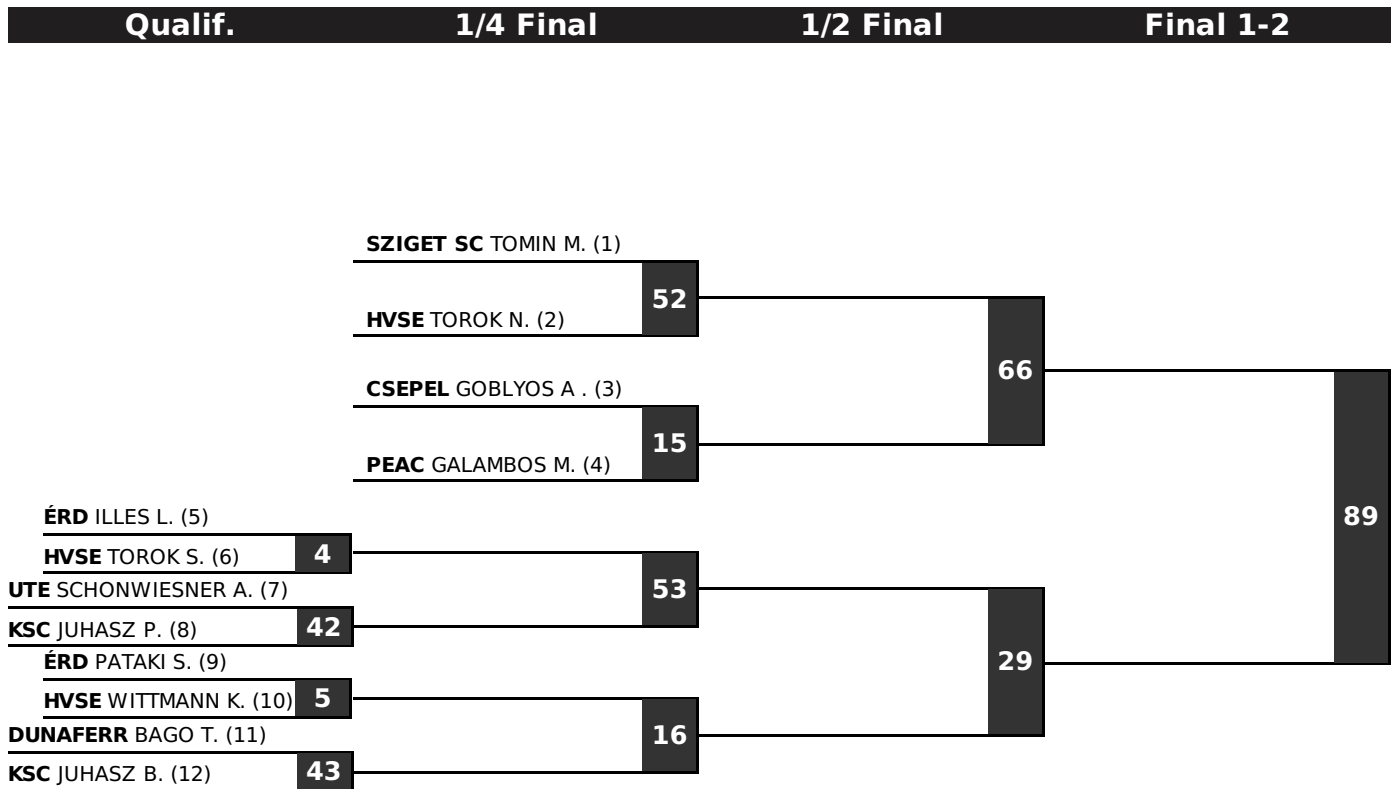 Qualif. 1/4 Final 1/2 Final Final 1-2
SZIGET SC TOMIN M. (1)
52
HVSE TOROK N. (2)
66
CSEPEL GOBLYOS A . (3)
15
PEAC GALAMBOS M. (4)
89
ÉRD ILLES L. (5)
4
HVSE TOROK S. (6)
53
UTE SCHONWIESNER A. (7)
42
KSC JUHASZ P. (8)
29
ÉRD PATAKI S. (9)
5
HVSE WITTMANN K. (10)
16
DUNAFERR BAGO T. (11)
43
KSC JUHASZ B. (12)